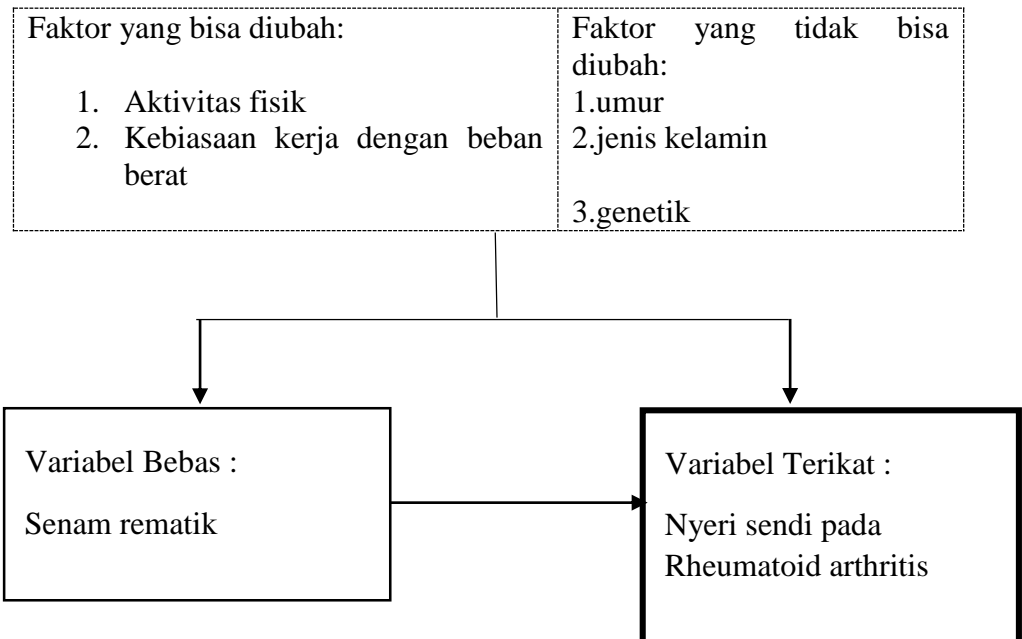 Faktor yang bisa diubah:
1. Aktivitas fisik
2. Kebiasaan kerja dengan beban
berat
Faktor yang tidak bisa
diubah:
1.umur
2.jenis kelamin
3.genetik
Variabel Bebas :
Senam rematik
Variabel Terikat :
Nyeri sendi pada
Rheumatoid arthritis